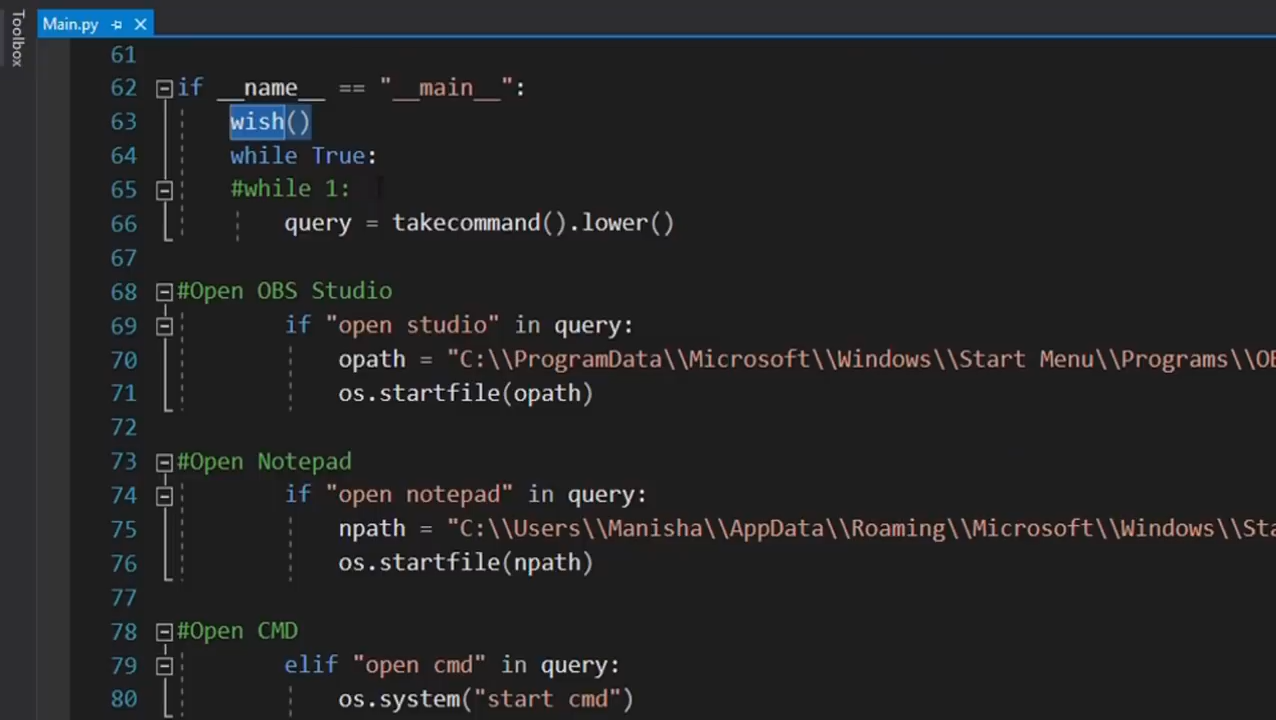 Toolbox
Main.py
61
62 if __name__ == "__main__":
63 wish()
64 while True:
65 #while 1:
66 query = takecommand().lower()
67
68 #Open OBS Studio
69 if "open studio" in query:
70 opath = "C:\\ProgramData\\Microsoft\\Windows\\Start Menu\\Programs\\OB
71 os.startfile(opath)
72
73 #Open Notepad
74 if "open notepad" in query:
75 npath = "C:\\Users\\Manisha\\AppData\\Roaming\\Microsoft\\Windows\\Sta
76 os.startfile(npath)
77
78 #Open CMD
79 elif "open cmd" in query:
80 os.system("start cmd")